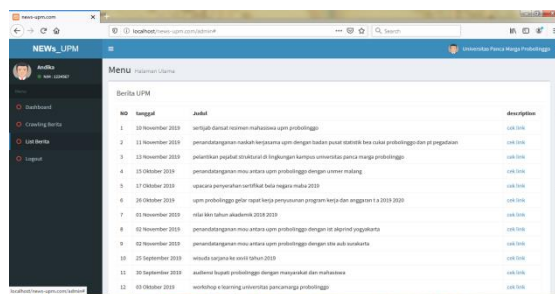 news-upm.com
localhost/news-upm.com/admin#
Search
NEWs_UPM
Universitas Panca Marga Probolinggo
Andika
Menu Halaman Utama
Menu
Berita UPM
Dashboard
Crawling Berita
List Berita
Logout
NO tanggal Judul description
1 10 November 2019 sertijab dansat resimen mahasiswa upm probolinggo cek link
2 11 November 2019 penandatanganan naskah kerjasama upm dengan badan pusat statistik bea cukai probolinggo dan pt pegadaian cek link
3 13 November 2019 pelantikan pejabat struktural di lingkungan kampus universitas panca marga probolinggo cek link
4 15 Oktober 2019 penandatanganan mou antara upm probolinggo dengan unmer malang cek link
5 17 Oktober 2019 upacara penyerahan sertifikat bela negara maba 2019 cek link
6 26 Oktober 2019 upm probolinggo gelar rapat kerja penyusunan program kerja dan anggaran t a 2019 2020 cek link
7 01 November 2019 nilai kkn tahun akademik 2018 2019 cek link
8 02 November 2019 penandatanganan mou antara upm probolinggo dengan ist akprind yogyakarta cek link
9 02 November 2019 penandatanganan mou antara upm probolinggo dengan stie aub surakarta cek link
10 25 September 2019 wisuda sarjana ke xxviii tahun 2019 cek link
11 30 September 2019 audiensi bupati probolinggo dengan masyarakat dan mahasiswa cek link
12 03 Oktober 2019 workshop e learning universitas pancamarga probolinggo cek link
localhost/news-upm.com/admin#